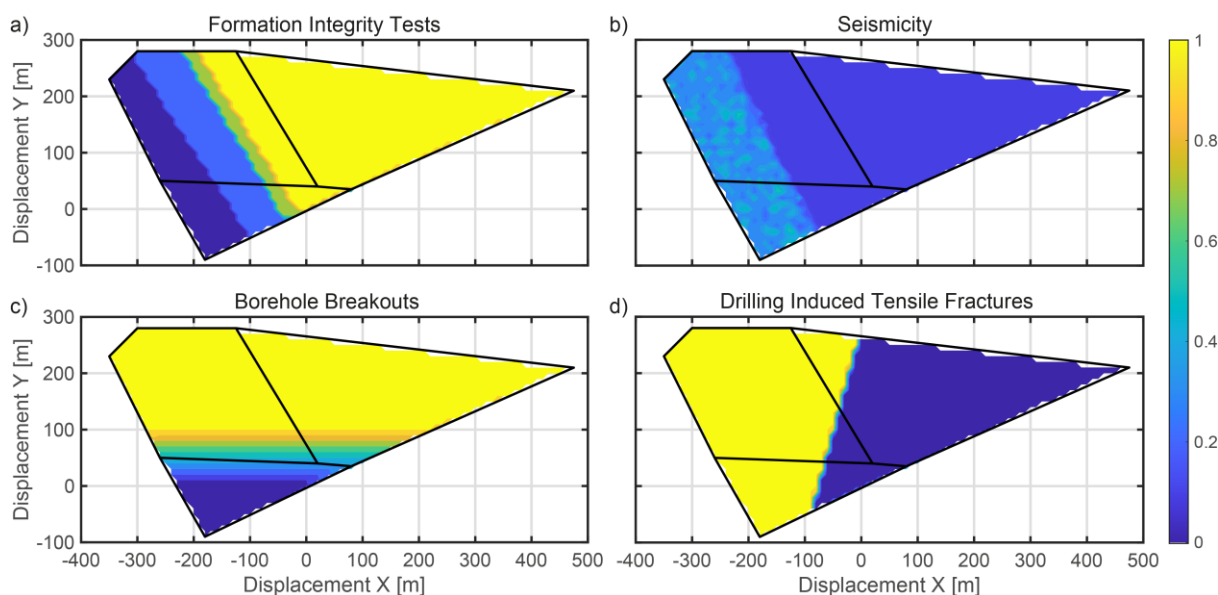 a) Formation Integrity Tests
b) Seismicity
300
200
100
0
-100
Displacement Y [m]
1
0.8
0.6
0.4
0.2
0
c) Borehole Breakouts
d) Drilling Induced Tensile Fractures
300
200
100
0
-100
Displacement Y [m]
-400 -300 -200 -100 0 100 200 300 400 500
-400 -300 -200 -100 0 100 200 300 400 500
Displacement X [m]
Displacement X [m]